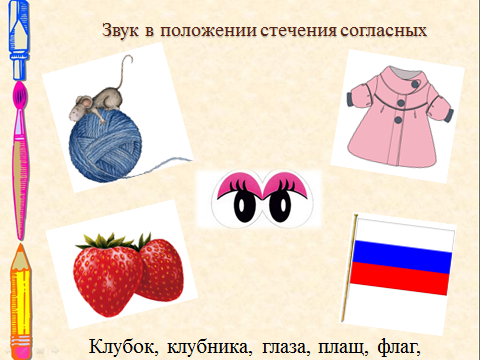 Звук в положении стечения согласных
Клубок, клубника, глаза, плащ, флаг,